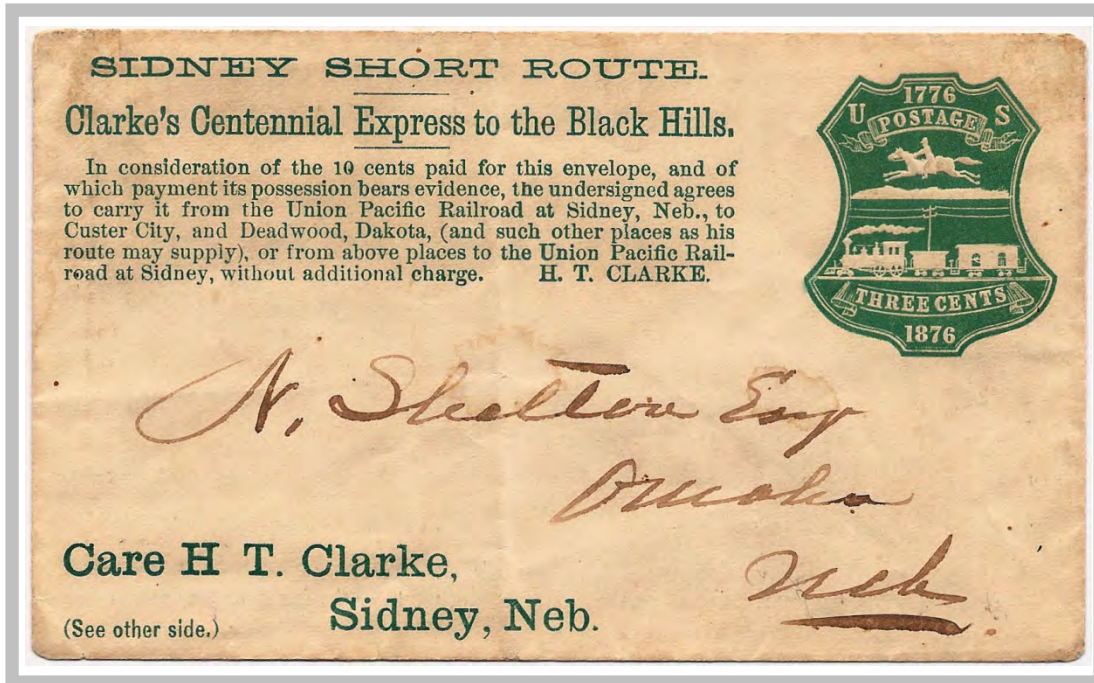 SIDNEY SHORT ROUTE.
Clarke's Centennial Express to the Black Hills.
In consideration of the 10 cents paid for this envelope, and of
which payment its possession bears evidence, the undersigned agrees
to carry it from the Union Pacific Railroad at Sidney, Neb., to
Custer City, and Deadwood, Dakota, (and such other places as his
route may supply), or from above places to the Union Pacific Rail-
road at Sidney, without additional charge. H. T. CLARKE.
1776
U S
POSTAGE
THREE CENTS
1876
N. Shelton Esq
Omaha
Neb
Care H T. Clarke,
Sidney, Neb.
(See other side.)